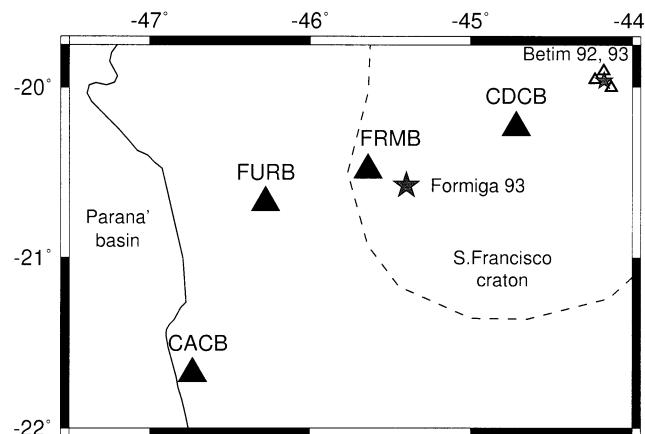 -47° -46° -45° -44
Betim 92, 93
-20°
CDCB
FRMB
FURB
Formiga 93
Parana'
basin
-21°
S.Francisco
craton
CACB
-22°